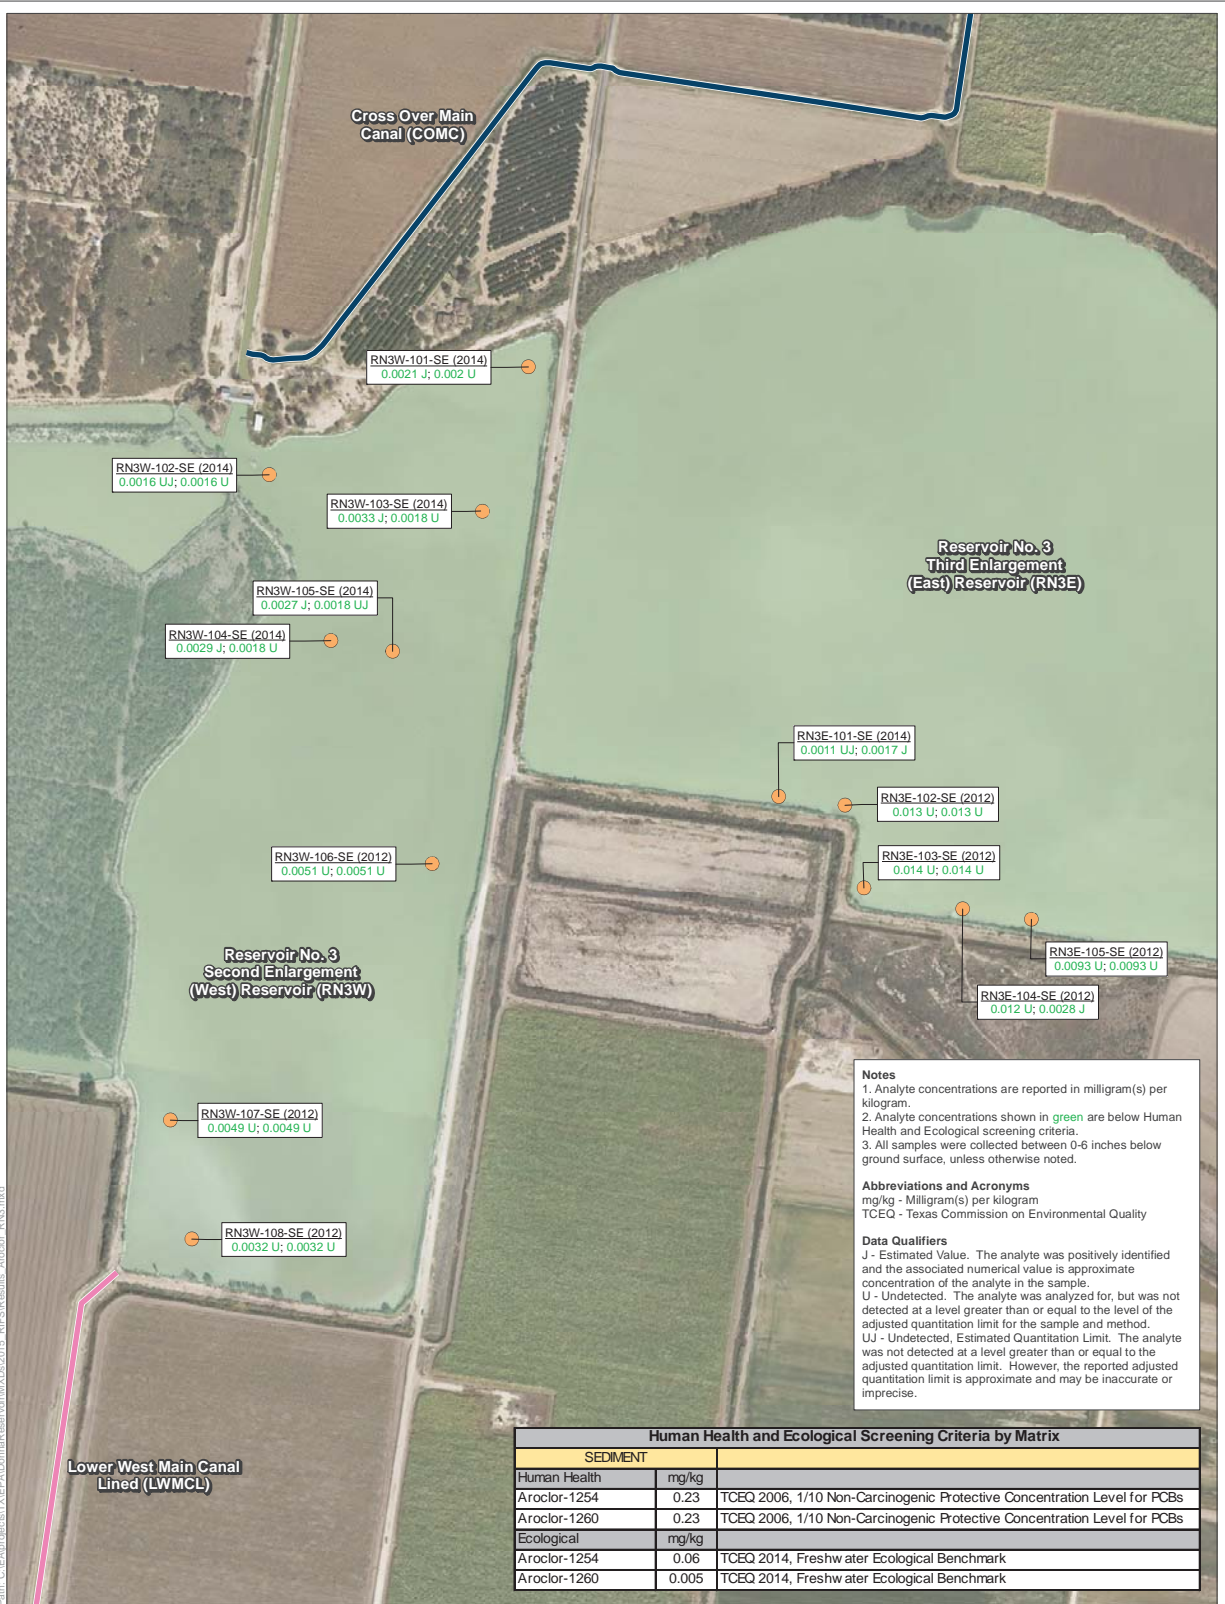 Cross Over Main
Canal (COMC)
RN3W-101-SE (2014)
0.0021 J; 0.002 U
RN3W-102-SE (2014)
0.0016 UJ; 0.0016 U
RN3W-103-SE (2014)
0.0033 J; 0.0018 U
Reservoir No. 3
Third Enlargement
(East) Reservoir (RN3E)
RN3W-105-SE (2014)
0.0027 J; 0.0018 UJ
RN3W-104-SE (2014)
0.0029 J; 0.0018 U
RN3E-101-SE (2014)
0.0011 UJ; 0.0017 J
RN3E-102-SE (2012)
0.013 U; 0.013 U
RN3W-106-SE (2012)
0.0051 U; 0.0051 U
RN3E-103-SE (2012)
0.014 U; 0.014 U
Reservoir No. 3
Second Enlargement
(West) Reservoir (RN3W)
RN3E-105-SE (2012)
0.0093 U; 0.0093 U
RN3E-104-SE (2012)
0.012 U; 0.0028 J
RN3W-107-SE (2012)
0.0049 U; 0.0049 U
RN3W-108-SE (2012)
0.0032 U; 0.0032 U
Lower West Main Canal
Lined (LWMCL)
Notes
1. Analyte concentrations are reported in milligram(s) per
kilogram.
2. Analyte concentrations shown in green are below Human
Health and Ecological screening criteria.
3. All samples were collected between 0-6 inches below
ground surface, unless otherwise noted.
Abbreviations and Acronyms
mg/kg - Milligram(s) per kilogram
TCEQ - Texas Commission on Environmental Quality
Data Qualifiers
J - Estimated Value. The analyte was positively identified
and the associated numerical value is approximate
concentration of the analyte in the sample.
U - Undetected. The analyte was analyzed for, but was not
detected at a level greater than or equal to the level of the
adjusted quantitation limit for the sample and method.
UJ - Undetected, Estimated Quantitation Limit. The analyte
was not detected at a level greater than or equal to the
adjusted quantitation limit. However, the reported adjusted
quantitation limit is approximate and may be inaccurate or
imprecise.
Human Health and Ecological Screening Criteria by Matrix
SEDIMENT
Human Health mg/kg
Aroclor-1254 0.23 TCEQ 2006, 1/10 Non-Carcinogenic Protective Concentration Level for PCBs
Aroclor-1260 0.23 TCEQ 2006, 1/10 Non-Carcinogenic Protective Concentration Level for PCBs
Ecological mg/kg
Aroclor-1254 0.06 TCEQ 2014, Freshwater Ecological Benchmark
Aroclor-1260 0.005 TCEQ 2014, Freshwater Ecological Benchmark